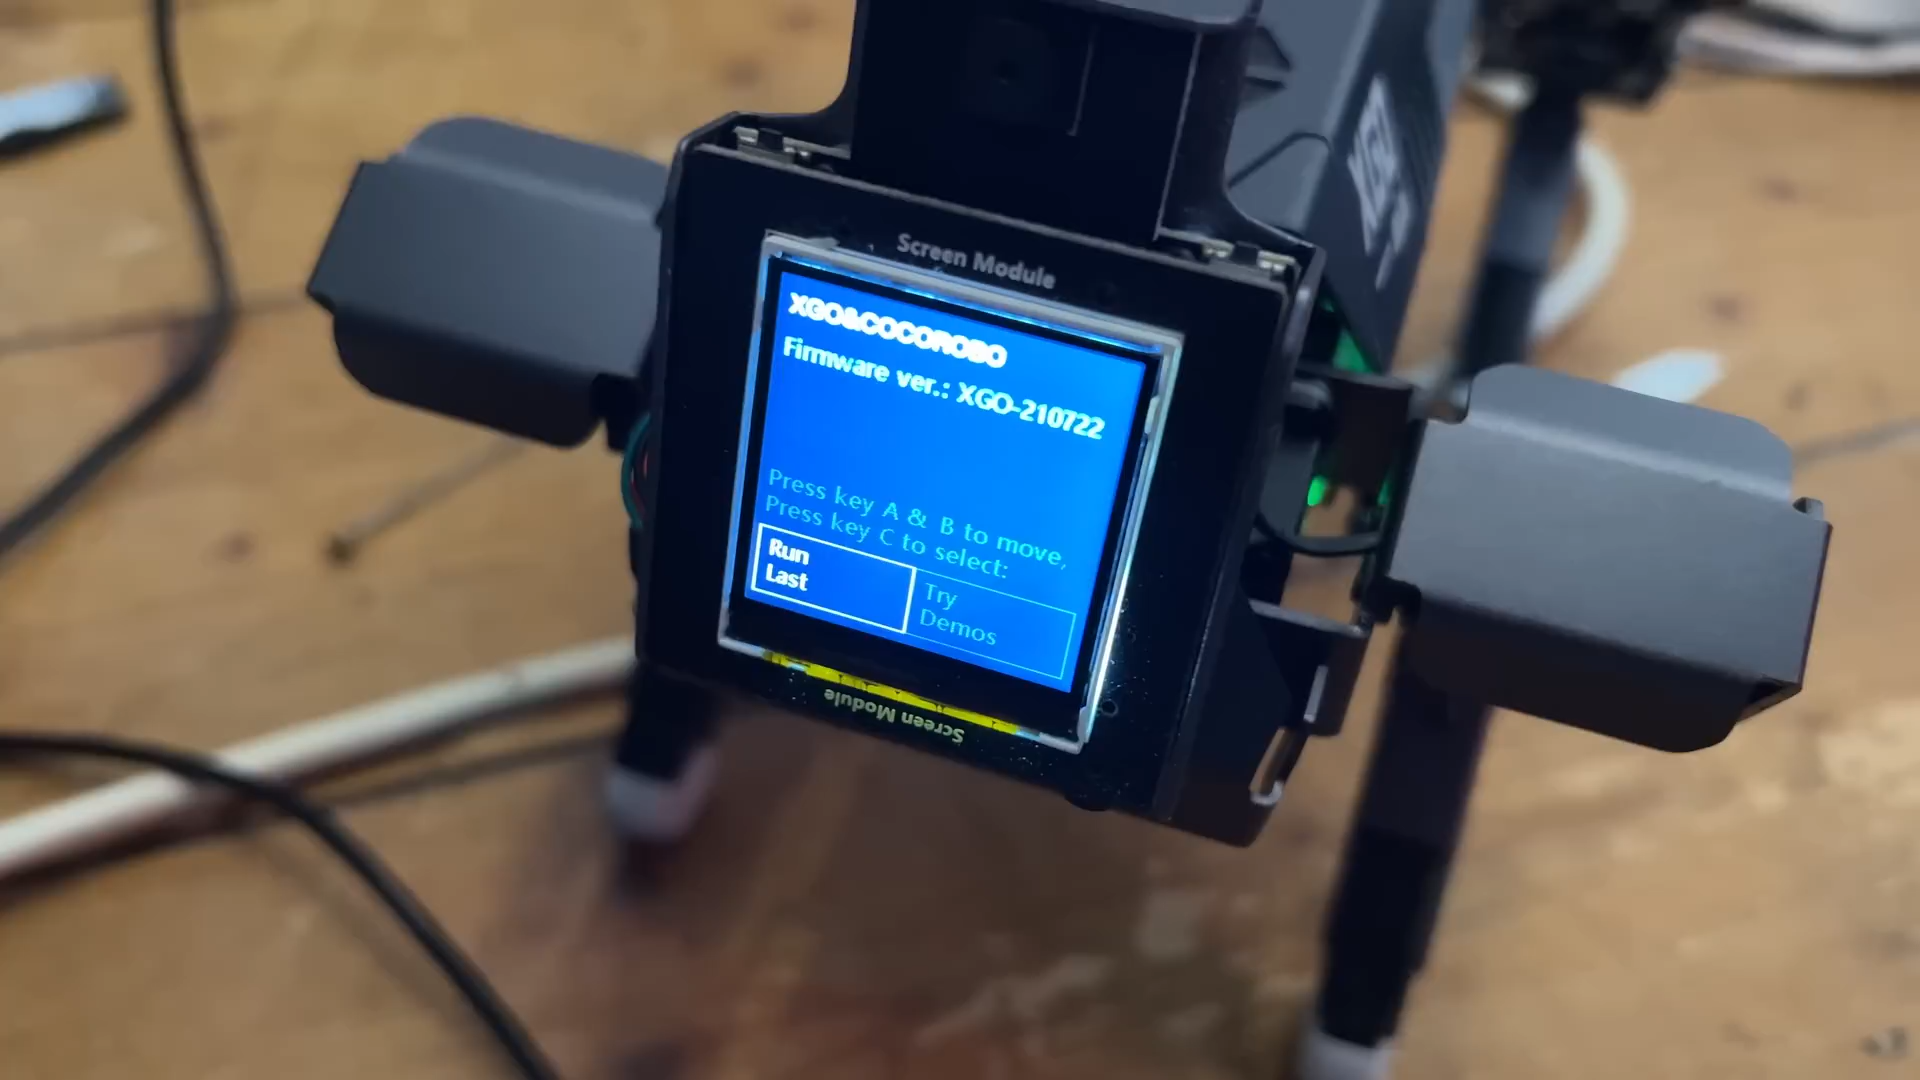 Screen Module
XGO&COCOROBO
Firmware ver.: XGO-210722
Press key A & B to move,
Press key C to select:
Run
Last
Try
Demos
Screen Module
XGO